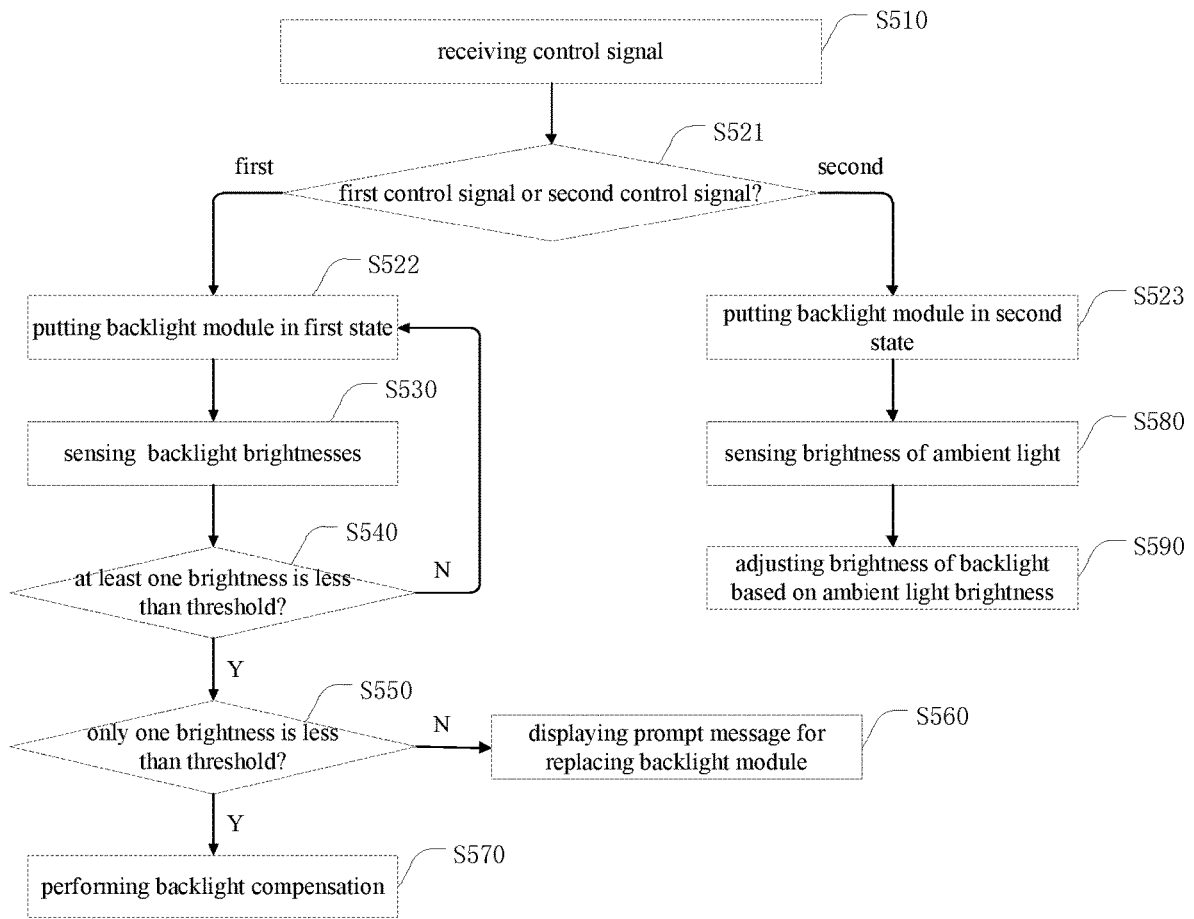 S510
receiving control signal
S521
first
second
first control signal or second control signal?
S522
putting backlight module in first state
S523
putting backlight module in second
state
S530
sensing backlight brightnesses
S580
sensing brightness of ambient light
S540
at least one brightness is less
than threshold?
N
S590
adjusting brightness of backlight
based on ambient light brightness
Y
S550
only one brightness is less
than threshold?
N
S560
displaying prompt message for
replacing backlight module
Y
S570
performing backlight compensation